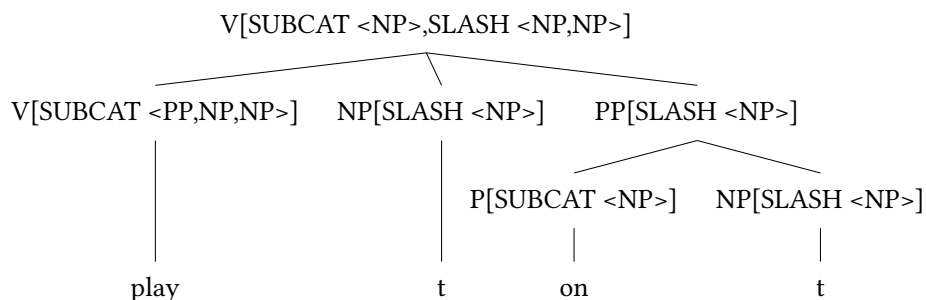 V[SUBCAT <NP>,SLASH <NP,NP>]
V[SUBCAT <PP,NP,NP>] NP[SLASH <NP>] PP[SLASH <NP>]
P[SUBCAT <NP>] NP[SLASH <NP>]
play t on t